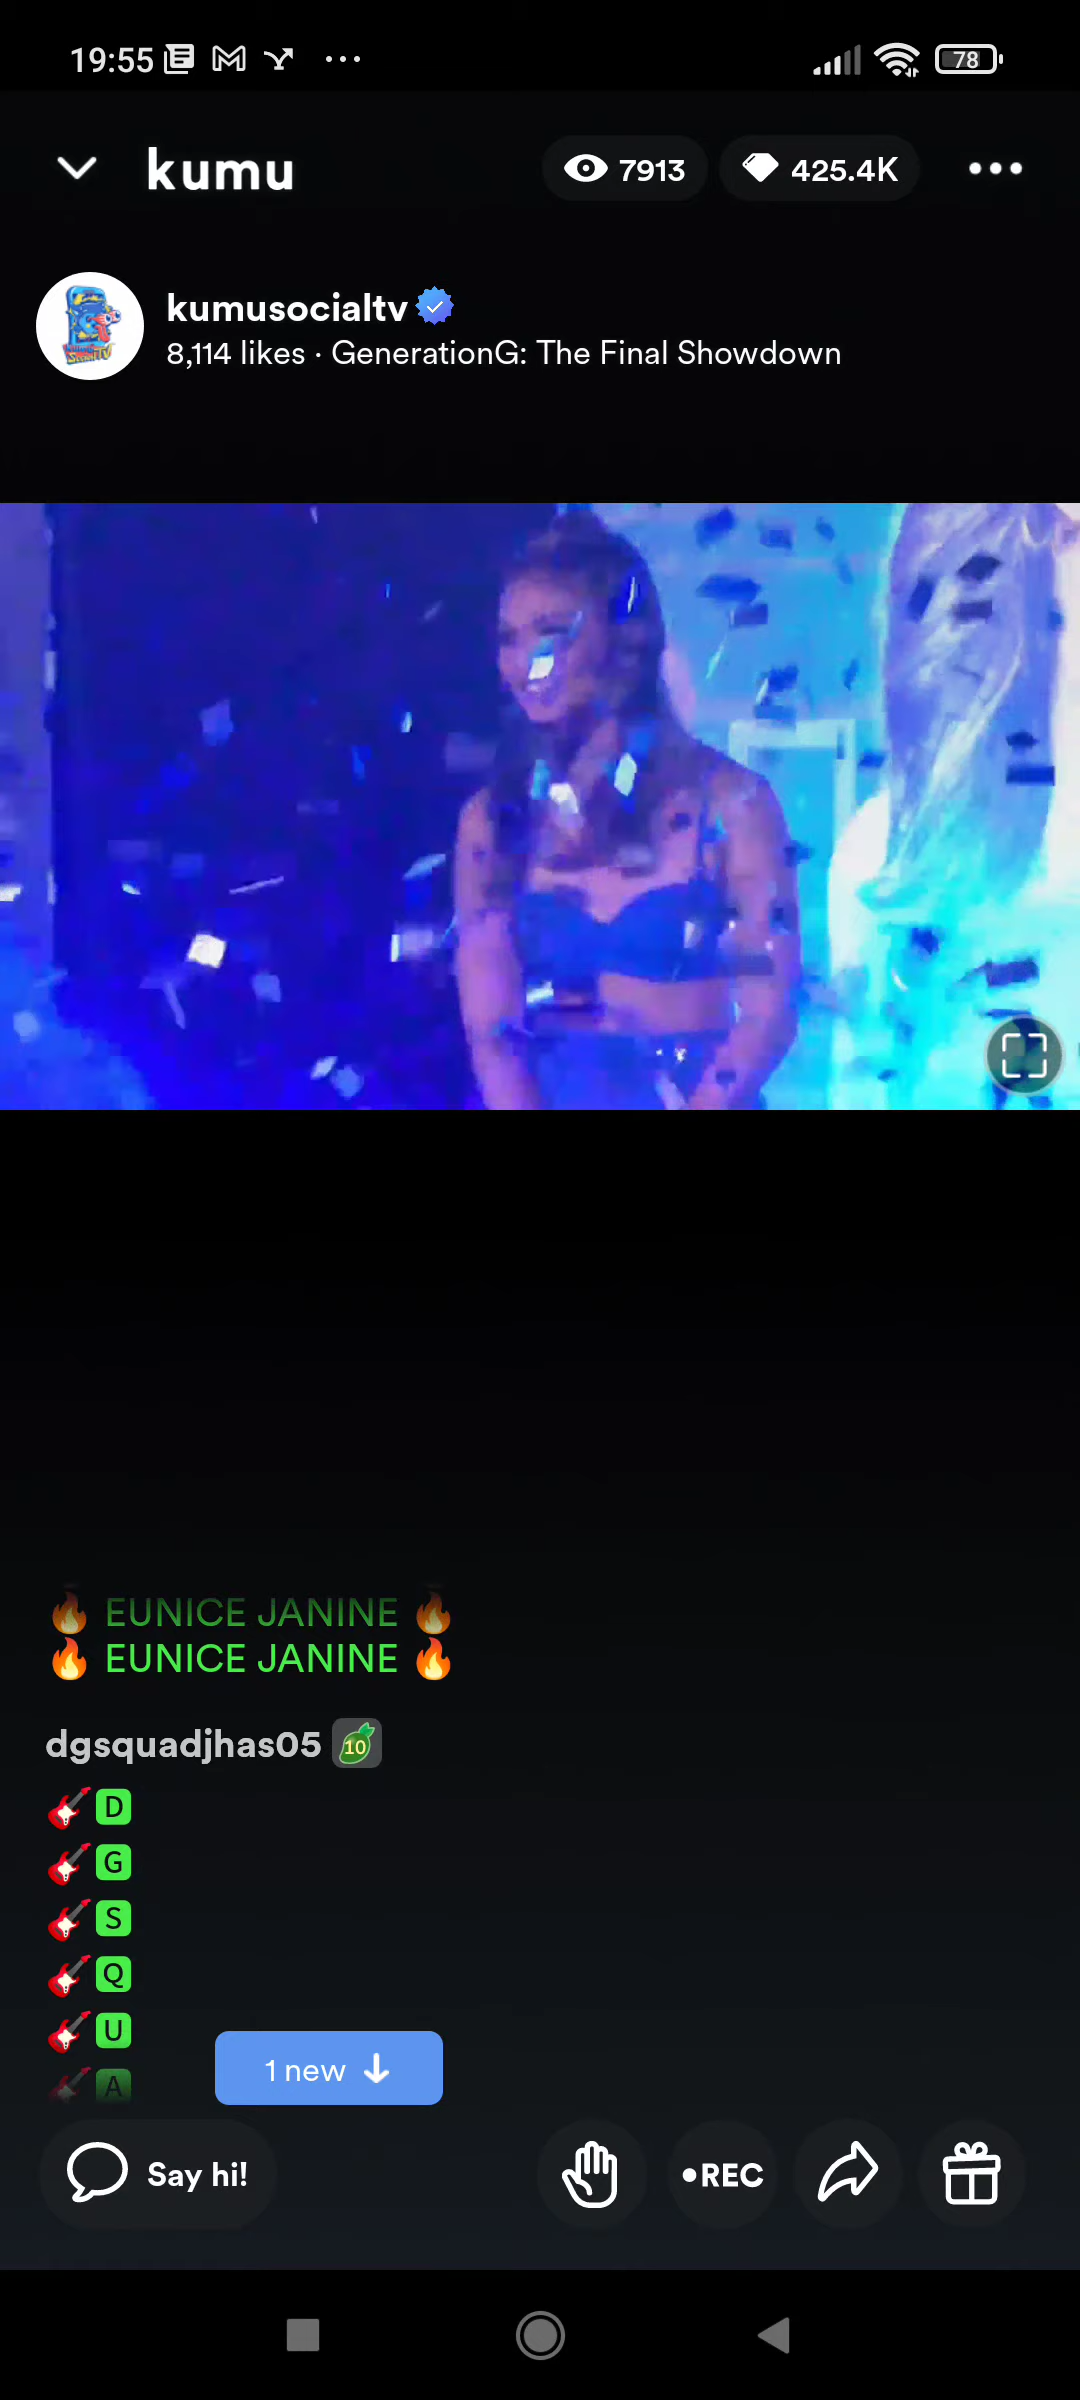 19:55
78
kumu
7913
425.4K
kumusocialtv
8,114 likes · GenerationG: The Final Showdown
🔥 EUNICE JANINE 🔥
🔥 EUNICE JANINE 🔥
dgsquadjhas05 10
🎸D
🎸G
🎸S
🎸Q
🎸U
🎸A
1 new
Say hi!
•REC